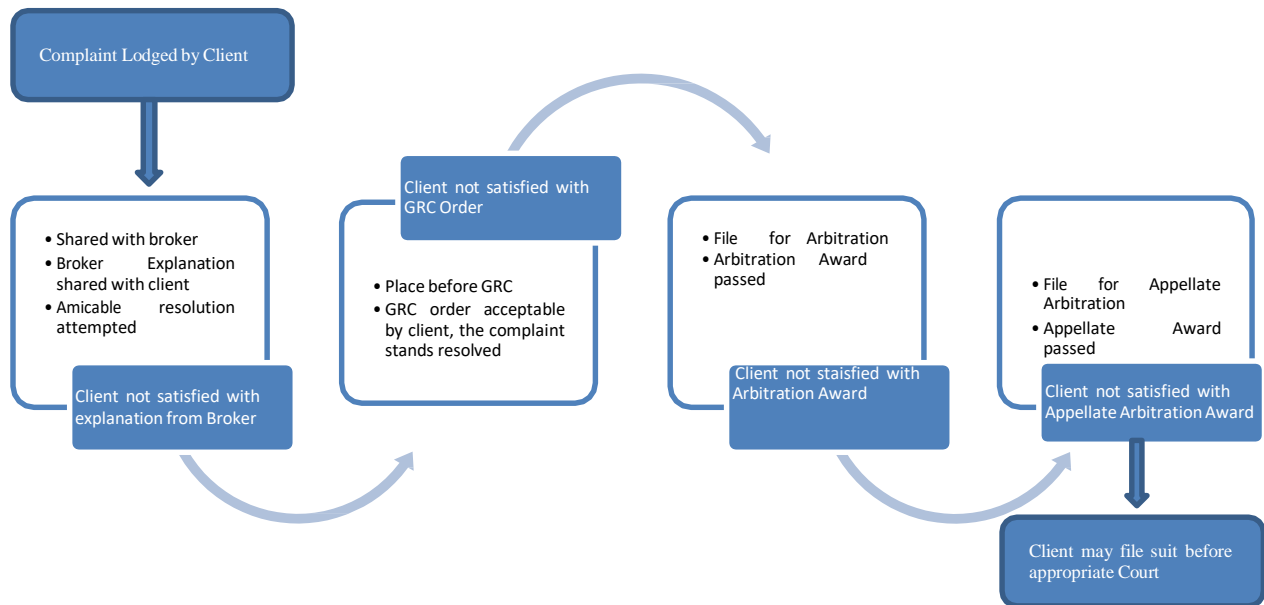 Complaint Lodged by Client
• Shared with broker
• Broker Explanation
shared with client
• Amicable resolution
attempted
Client not satisfied with
explanation from Broker
Client not satisfied with
GRC Order
• Place before GRC
• GRC order acceptable
by client, the complaint
stands resolved
• File for Arbitration
• Arbitration Award
passed
Client not staisfied with
Arbitration Award
• File for Appellate
Arbitration
• Appellate Award
passed
Client not satisfied with
Appellate Arbitration Award
Client may file suit before
appropriate Court